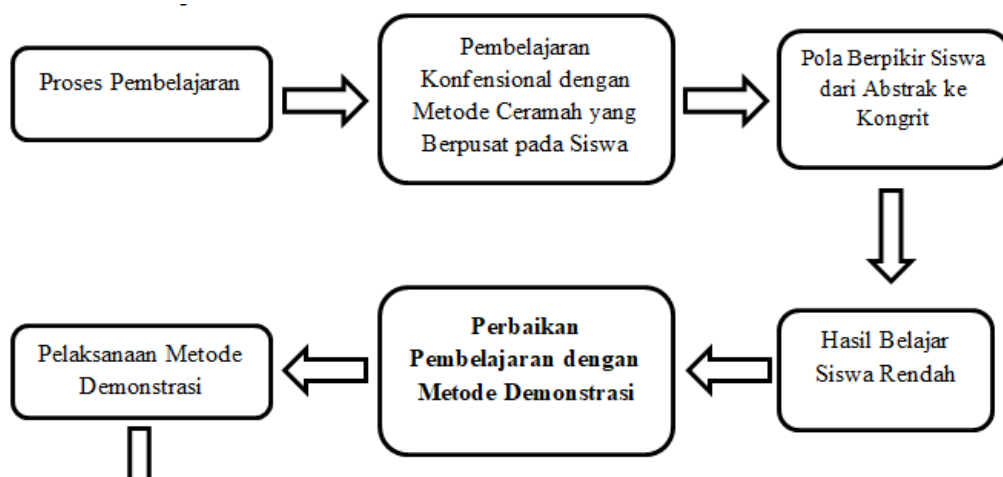 Proses Pembelajaran
Pembelajaran
Konfensional dengan
Metode Ceramah yang
Berpusat pada Siswa
Pola Berpikir Siswa
dari Abstrak ke
Kongrit
Hasil Belajar
Siswa Rendah
Perbaikan
Pembelajaran dengan
Metode Demonstrasi
Pelaksanaan Metode
Demonstrasi